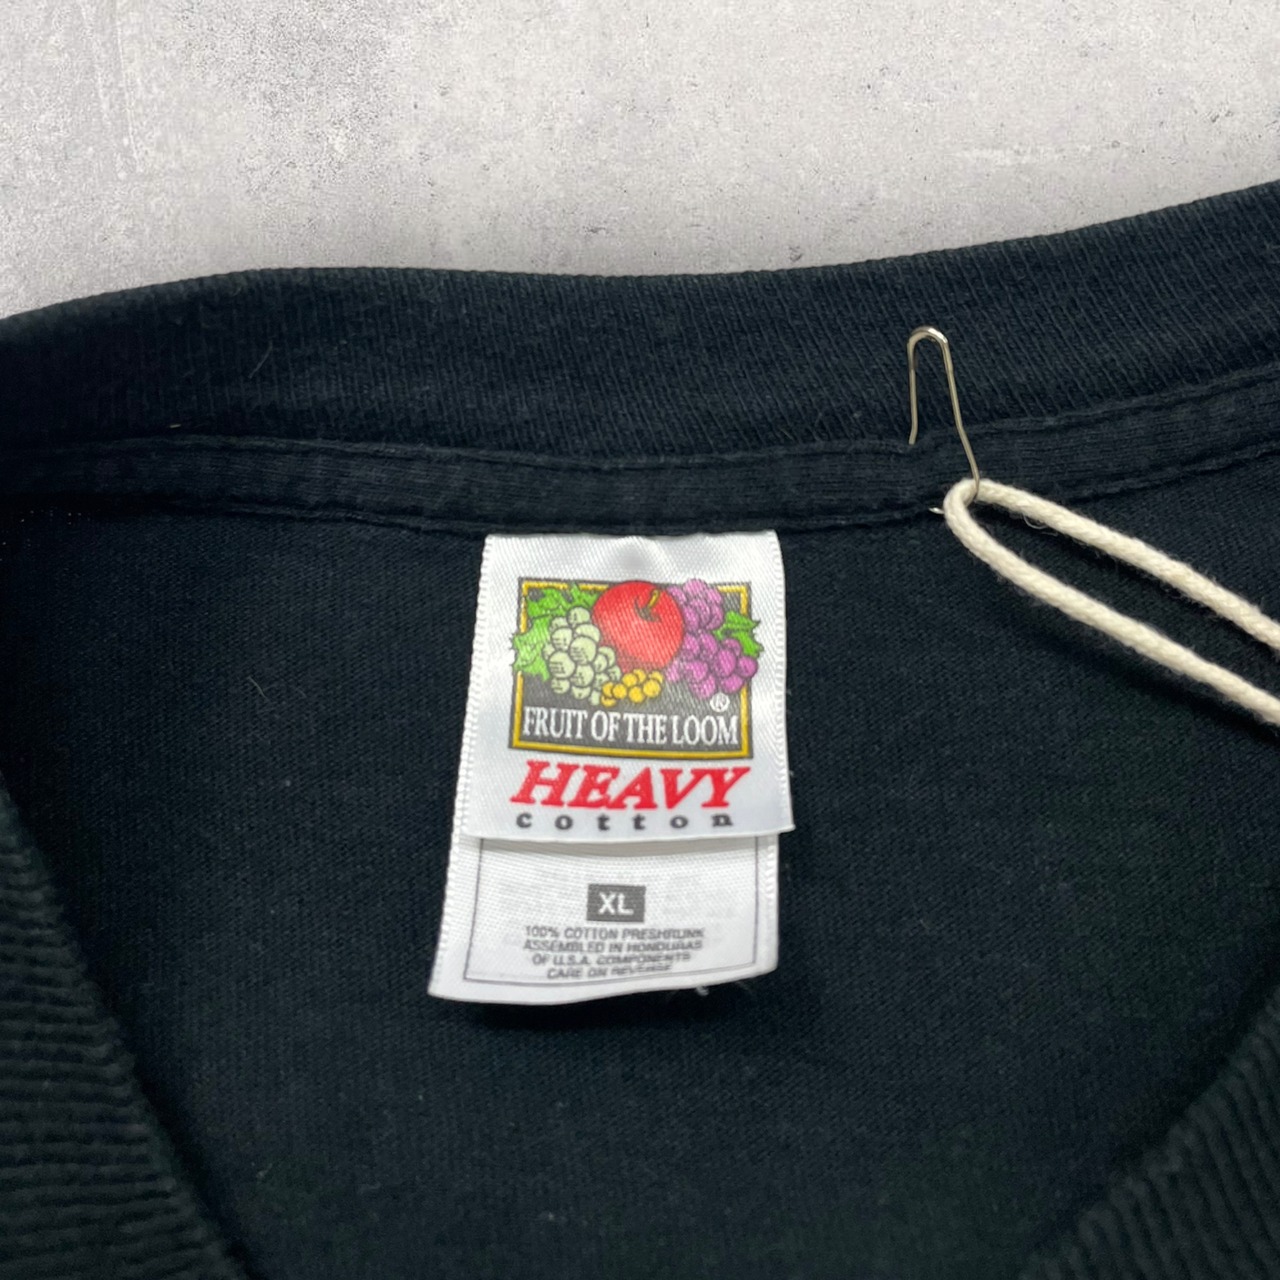 ®
FRUIT OF THE LOOM
HEAVY
cotton
XL
100% COTTON PRESHRUNK
ASSEMBLED IN HONDURAS
OF U.S.A. COMPONENTS
CARE ON REVERSE